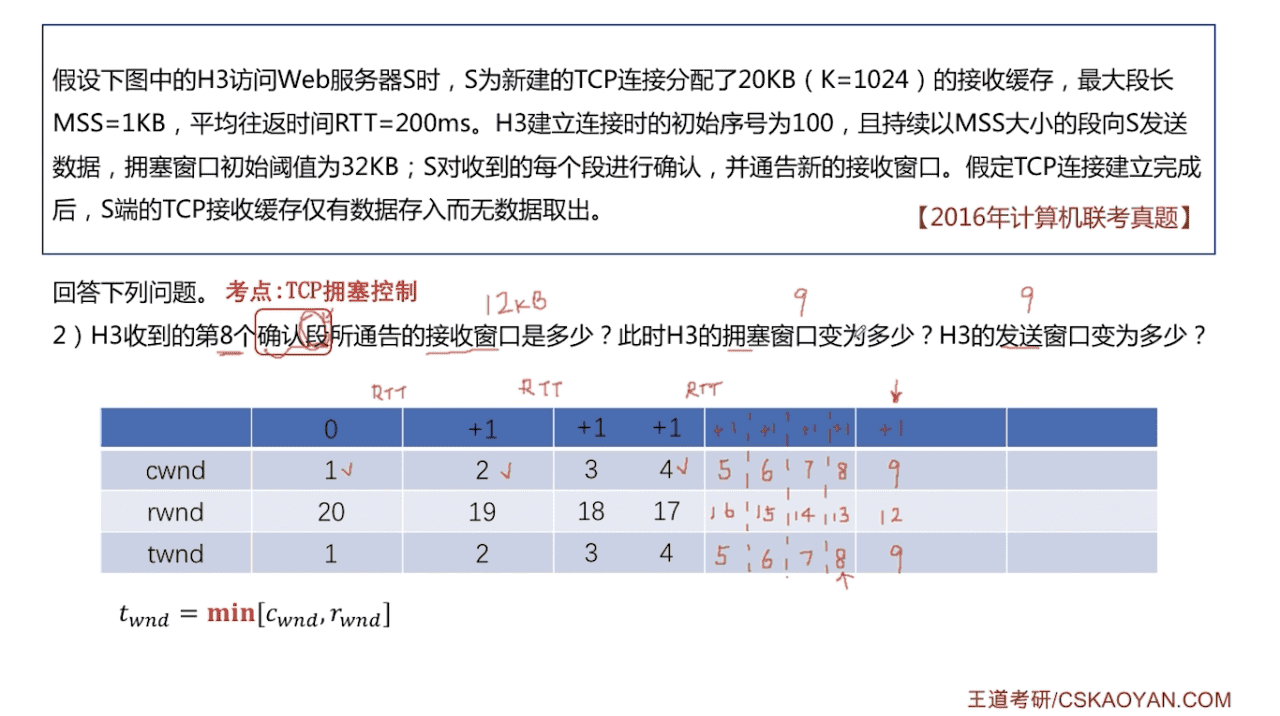 假设下图中的H3访问Web服务器S时，S为新建的TCP连接分配了20KB（K=1024）的接收缓存，最大段长
MSS=1KB，平均往返时间RTT=200ms。H3建立连接时的初始序号为100，且持续以MSS大小的段向S发送
数据，拥塞窗口初始阈值为32KB；S对收到的每个段进行确认，并通告新的接收窗口。假定TCP连接建立完成
后，S端的TCP接收缓存仅有数据存入而无数据取出。
【2016年计算机联考真题】
回答下列问题。 考点:TCP拥塞控制
12KB 9 9
2）H3收到的第8个确认段所通告的接收窗口是多少？此时H3的拥塞窗口变为多少？H3的发送窗口变为多少？
RTT RTT RTT
0 +1 +1 +1 +1 +1 +1 +1 +1
cwnd 1 2 3 4 5 6 7 8 9
rwnd 20 19 18 17 16 15 14 13 12
twnd 1 2 3 4 5 6 7 8 9
twnd = min[cwnd, rwnd]
王道考研/CSKAOYAN.COM